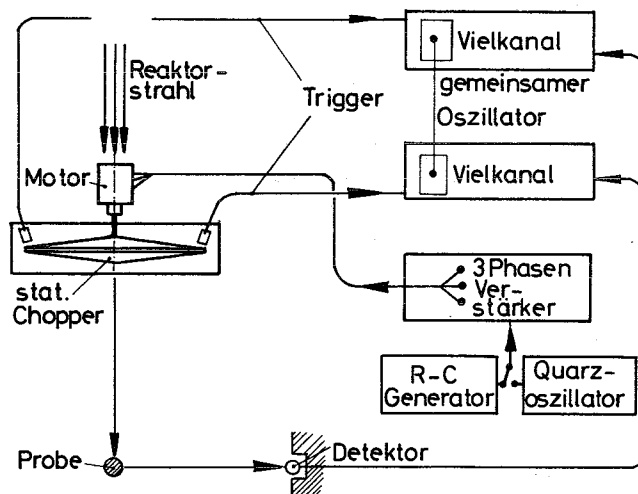 Reaktor-
strahl
Trigger
Vielkanal
gemeinsamer
Oszillator
Vielkanal
Motor
stat.
Chopper
3 Phasen
Ver-
stärker
R-C
Generator
Quarz-
oszillator
Probe
Detektor